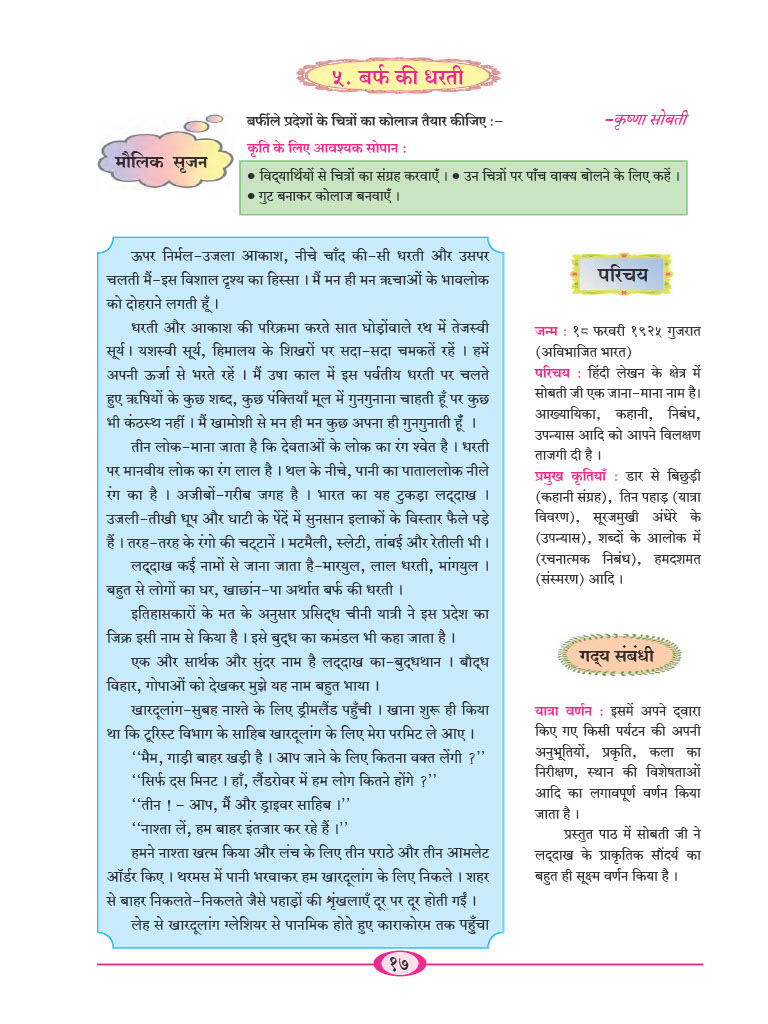 ५. बर्फ की धरती
बर्फीले प्रदेशों के चित्रों का कोलाज तैयार कीजिए :–
–कृष्णा सोबती
मौलिक सृजन
कृति के लिए आवश्यक सोपान :
● विद्यार्थियों से चित्रों का संग्रह करवाएँ । ● उन चित्रों पर पाँच वाक्य बोलने के लिए कहें ।
● गुट बनाकर कोलाज बनवाएँ ।
ऊपर निर्मल-उजला आकाश, नीचे चाँद की-सी धरती और उसपर
चलती मैं-इस विशाल दृश्य का हिस्सा । मैं मन ही मन ऋचाओं के भावलोक
को दोहराने लगती हूँ ।
धरती और आकाश की परिक्रमा करते सात घोड़ोंवाले रथ में तेजस्वी
सूर्य। यशस्वी सूर्य, हिमालय के शिखरों पर सदा-सदा चमकतें रहें । हमें
अपनी ऊर्जा से भरते रहें । मैं उषा काल में इस पर्वतीय धरती पर चलते
हुए ऋषियों के कुछ शब्द, कुछ पंक्तियाँ मूल में गुनगुनाना चाहती हूँ पर कुछ
भी कंठस्थ नहीं । मैं खामोशी से मन ही मन कुछ अपना ही गुनगुनाती हूँ ।
तीन लोक-माना जाता है कि देवताओं के लोक का रंग श्वेत है । धरती
पर मानवीय लोक का रंग लाल है । थल के नीचे, पानी का पाताललोक नीले
रंग का है । अजीबों-गरीब जगह है । भारत का यह टुकड़ा लद्दाख ।
उजली-तीखी धूप और घाटी के पेंदें में सुनसान इलाकों के विस्तार फैले पड़े
हैं । तरह-तरह के रंगो की चट्टानें । मटमैली, स्लेटी, तांबई और रेतीली भी।
लद्दाख कई नामों से जाना जाता है-मारयुल, लाल धरती, मांगयुल ।
बहुत से लोगों का घर, खाछांन-पा अर्थात बर्फ की धरती ।
इतिहासकारों के मत के अनुसार प्रसिद्ध चीनी यात्री ने इस प्रदेश का
जिक्र इसी नाम से किया है । इसे बुद्ध का कमंडल भी कहा जाता है ।
एक और सार्थक और सुंदर नाम है लद्दाख का-बुद्धथान । बौद्ध
विहार, गोपाओं को देखकर मुझे यह नाम बहुत भाया ।
खारदूलांग-सुबह नाश्ते के लिए ड्रीमलैंड पहुँची । खाना शुरू ही किया
था कि टूरिस्ट विभाग के साहिब खारदूलांग के लिए मेरा परमिट ले आए ।
‘‘मैम, गाड़ी बाहर खड़ी है । आप जाने के लिए कितना वक्त लेंगी ?’’
‘‘सिर्फ दस मिनट । हाँ, लैंडरोवर में हम लोग कितने होंगे ?’’
‘‘तीन ! – आप, मैं और ड्राइवर साहिब ।’’
‘‘नाश्ता लें, हम बाहर इंतजार कर रहे हैं ।’’
हमने नाश्ता खत्म किया और लंच के लिए तीन पराठे और तीन आमलेट
ऑर्डर किए । थरमस में पानी भरवाकर हम खारदूलांग के लिए निकले । शहर
से बाहर निकलते-निकलते जैसे पहाड़ों की शृंखलाएँ दूर पर दूर होती गईं ।
लेह से खारदूलांग ग्लेशियर से पानमिक होते हुए काराकोरम तक पहुँचा
परिचय
जन्म : १८ फरवरी १९२५ गुजरात
(अविभाजित भारत)
परिचय : हिंदी लेखन के क्षेत्र में
सोबती जी एक जाना-माना नाम है।
आख्यायिका, कहानी, निबंध,
उपन्यास आदि को आपने विलक्षण
ताजगी दी है ।
प्रमुख कृतियाँ : डार से बिछुड़ी
(कहानी संग्रह), तिन पहाड़ (यात्रा
विवरण), सूरजमुखी अंधेरे के
(उपन्यास), शब्दों के आलोक में
(रचनात्मक निबंध), हमदशमत
(संस्मरण) आदि ।
गद्य संबंधी
यात्रा वर्णन : इसमें अपने द्वारा
किए गए किसी पर्यटन की अपनी
अनुभूतियों, प्रकृति, कला का
निरीक्षण, स्थान की विशेषताओं
आदि का लगावपूर्ण वर्णन किया
जाता है ।
प्रस्तुत पाठ में सोबती जी ने
लद्दाख के प्राकृतिक सौंदर्य का
बहुत ही सूक्ष्म वर्णन किया है ।
१७